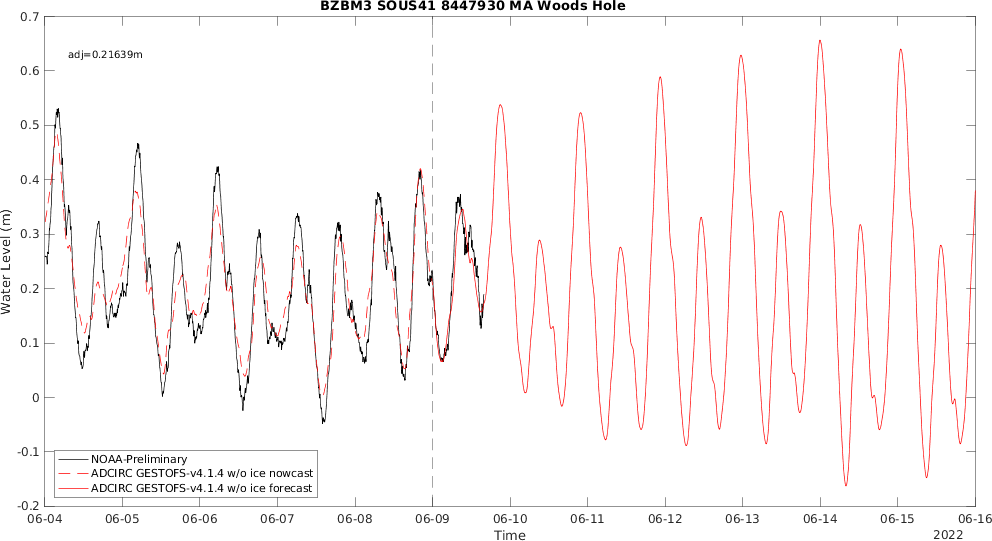 BZBM3 SOUS41 8447930 MA Woods Hole
adj=0.21639m
Water Level (m)
0.7
0.6
0.5
0.4
0.3
0.2
0.1
0
-0.1
-0.2
NOAA-Preliminary
ADCIRC GESTOFS-v4.1.4 w/o ice nowcast
ADCIRC GESTOFS-v4.1.4 w/o ice forecast
06-04 06-05 06-06 06-07 06-08 06-09 06-10 06-11 06-12 06-13 06-14 06-15 06-16
Time
2022